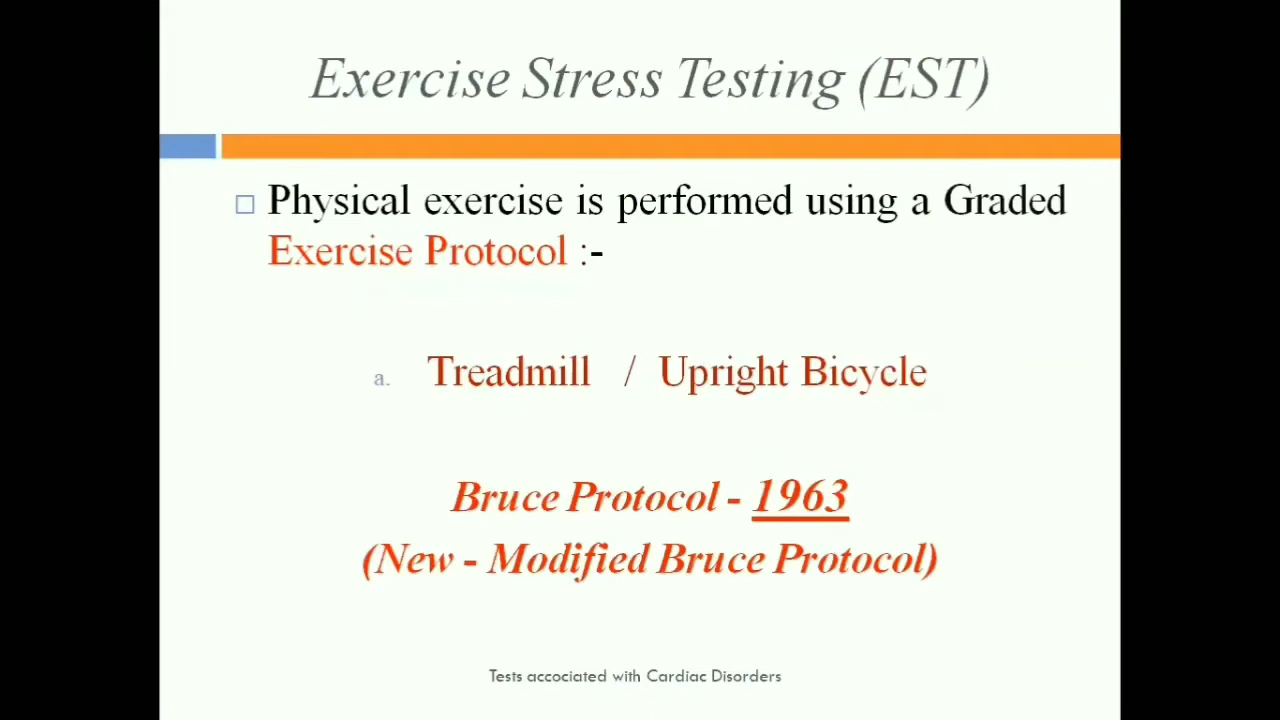 Exercise Stress Testing (EST)
Physical exercise is performed using a Graded
Exercise Protocol :-
a. Treadmill / Upright Bicycle
Bruce Protocol - 1963
(New - Modified Bruce Protocol)
Tests accociated with Cardiac Disorders